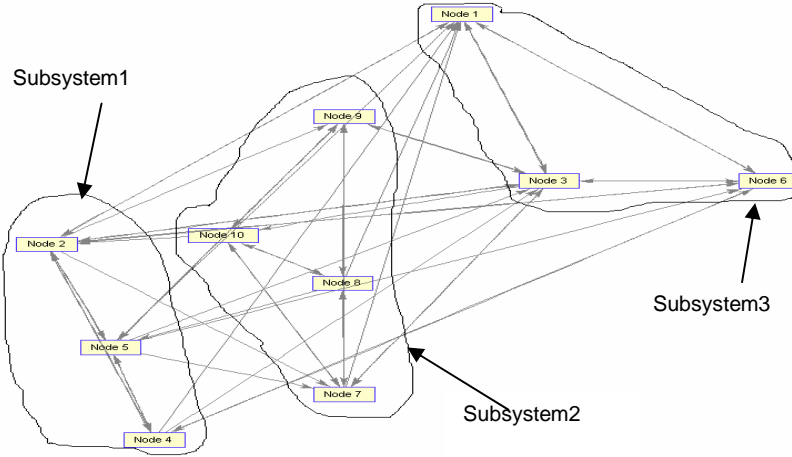 Node 1
Subsystem1
Node 9
Node 3
Node 6
Node 10
Node 2
Node 8
Subsystem3
Node 5
Node 7
Subsystem2
Node 4